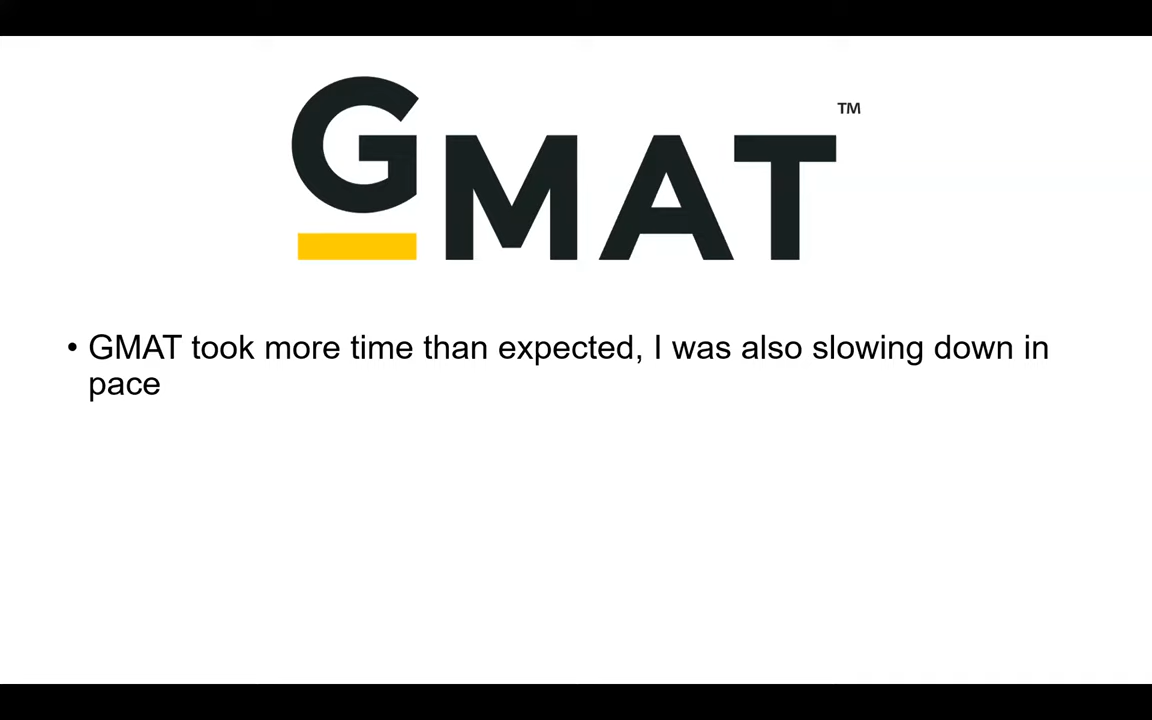 GMAT™
• GMAT took more time than expected, I was also slowing down in
pace